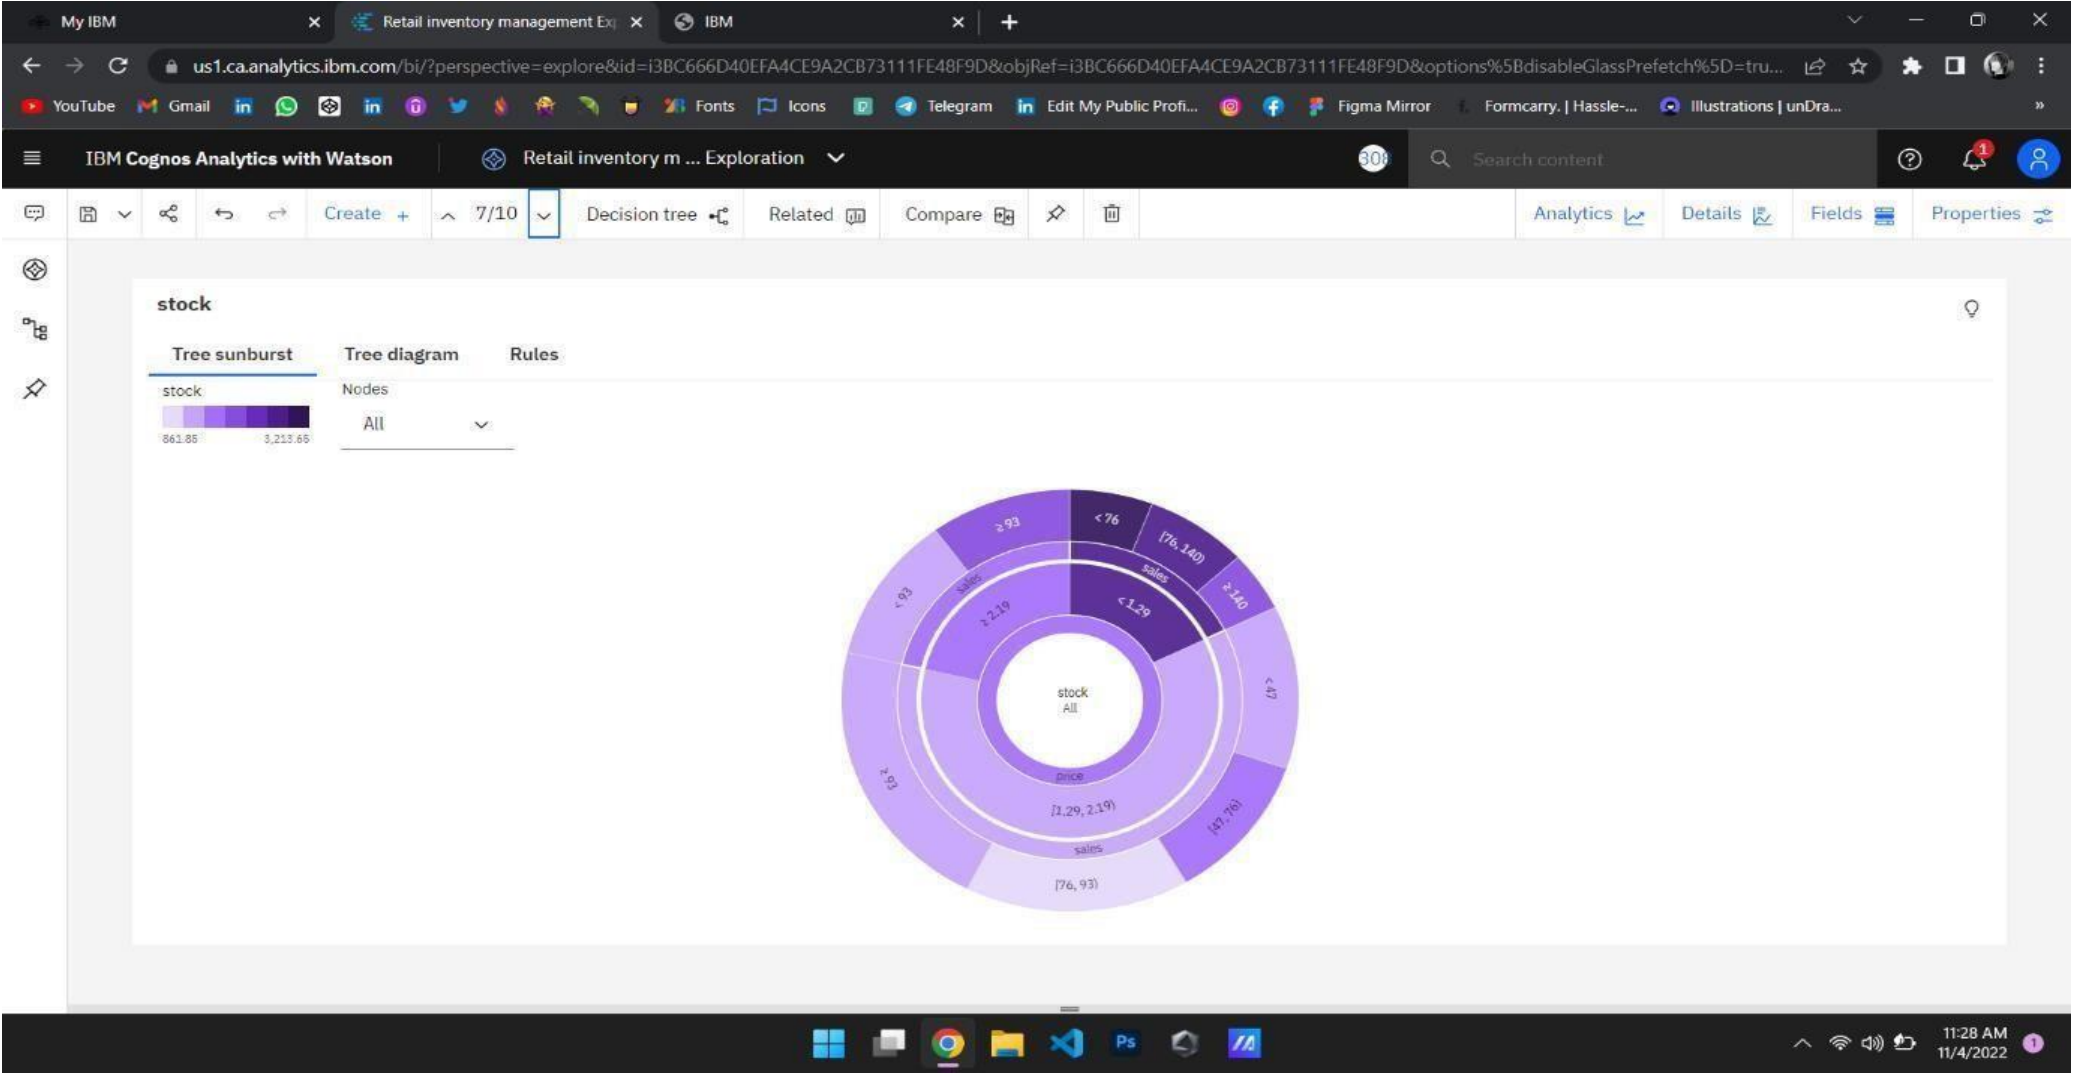 My IBM
Retail inventory management Exp
IBM
us1.ca.analytics.ibm.com/bi/?perspective=explore&id=i3BC666D40EFA4CE9A2CB73111FE48F9D&objRef=i3BC666D40EFA4CE9A2CB73111FE48F9D&options%5BdisableGlassPrefetch%5D=tru...
YouTube
Gmail
Fonts
Icons
Telegram
Edit My Public Profi...
Figma Mirror
Formcarry. | Hassle-...
Illustrations | unDra...
»
IBM Cognos Analytics with Watson
Retail inventory m ... Exploration
308
Search content
1
Create +
7/10
Decision tree
Related
Compare
Analytics
Details
Fields
Properties
stock
Tree sunburst
Tree diagram
Rules
stock
861.85
3,213.65
Nodes
All
≥ 93
< 76
[76, 140)
≥ 140
sales
sales
< 93
≥ 2.19
< 1.29
< 47
stock
All
price
≥ 93
[1.29, 2.19)
[47, 76)
sales
[76, 93)
Ps
11:28 AM
11/4/2022
1